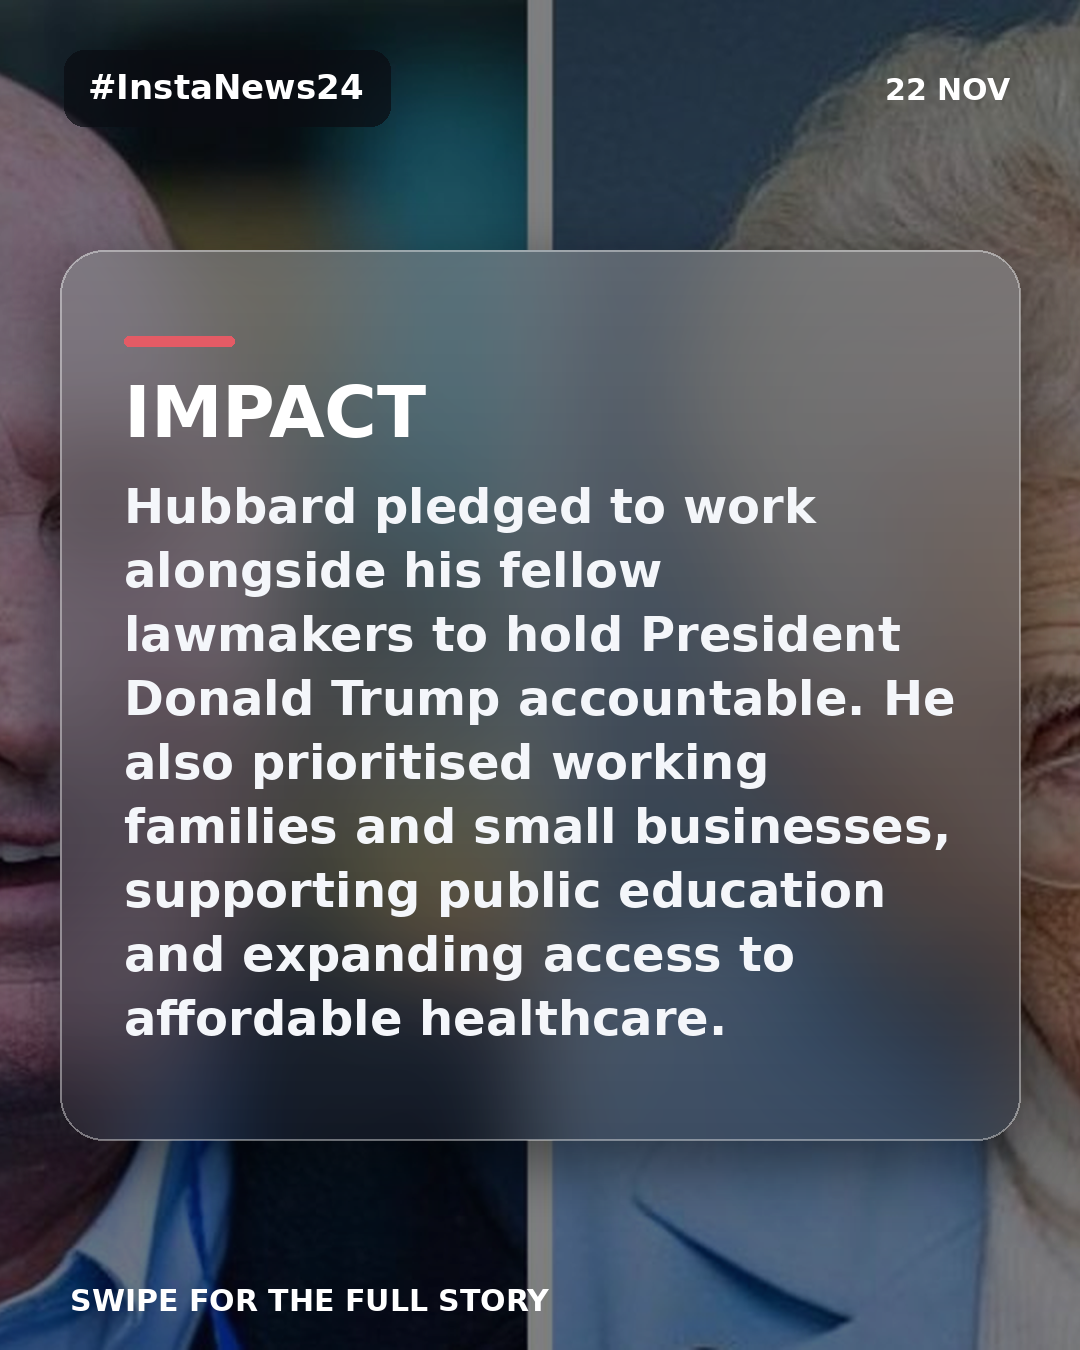 #InstaNews24
22 NOV
IMPACT
Hubbard pledged to work
alongside his fellow
lawmakers to hold President
Donald Trump accountable. He
also prioritised working
families and small businesses,
supporting public education
and expanding access to
affordable healthcare.
SWIPE FOR THE FULL STORY